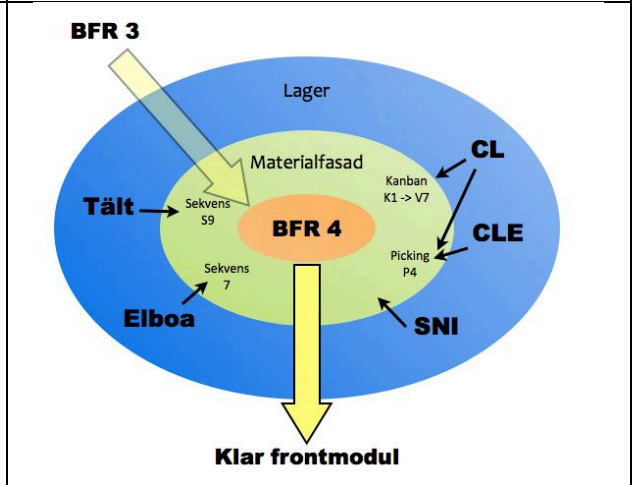 BFR 3
Lager
Materialfasad
CL
Kanban
K1 -> V7
Tält
Sekvens
S9
BFR 4
CLE
Picking
P4
Sekvens
7
Elboa
SNI
Klar frontmodul